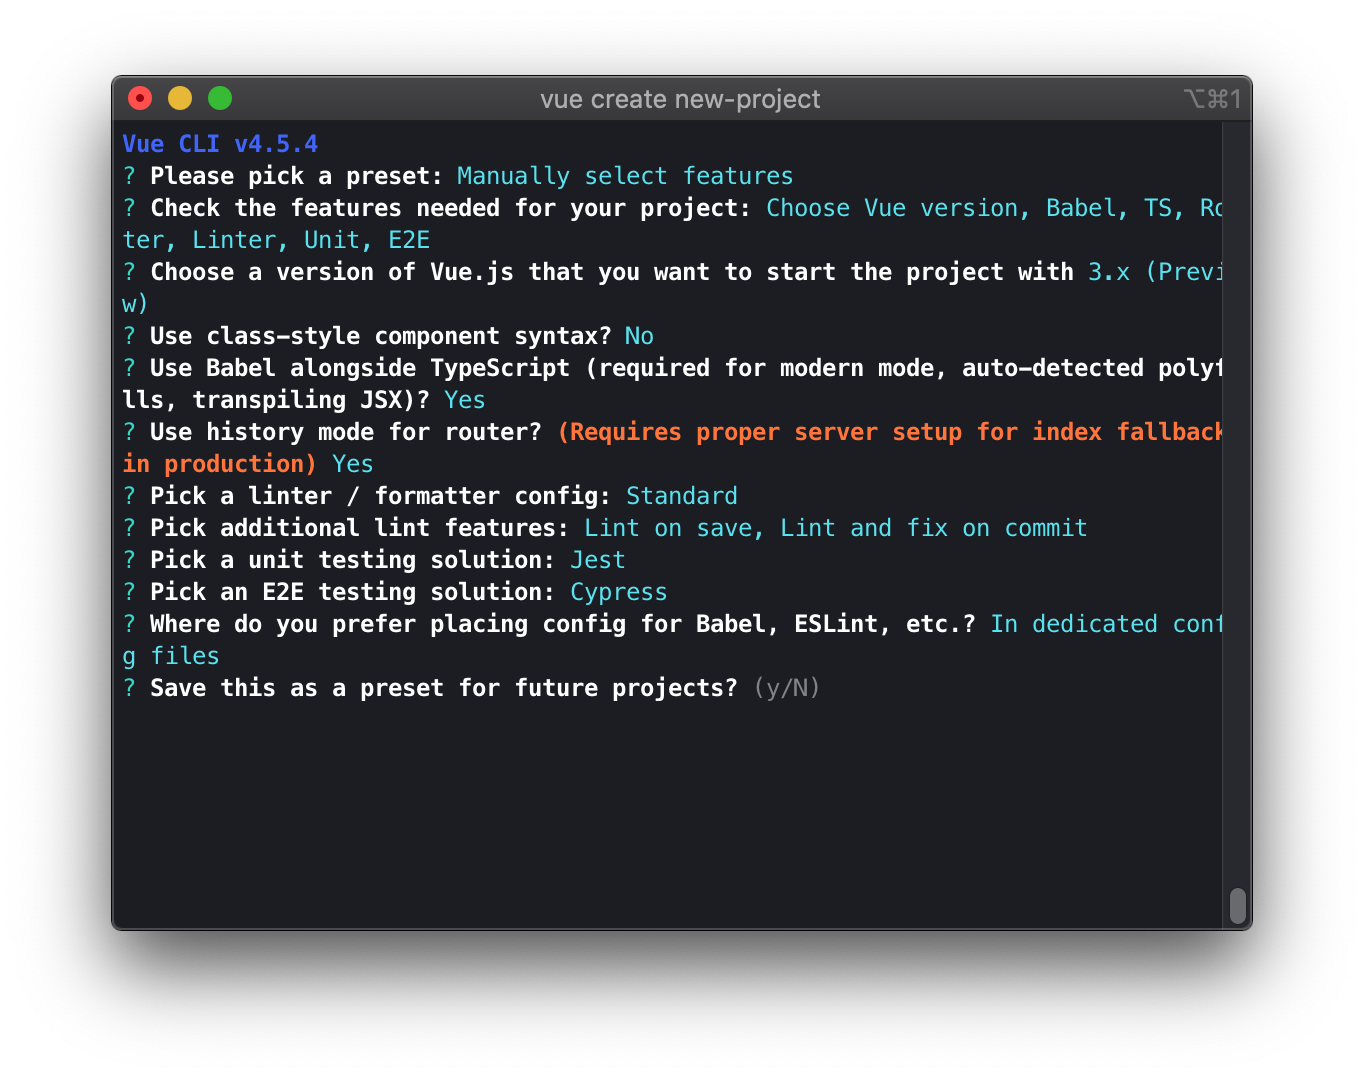 vue create new-project
⌥⌘1
Vue CLI v4.5.4
? Please pick a preset: Manually select features
? Check the features needed for your project: Choose Vue version, Babel, TS, Ro
ter, Linter, Unit, E2E
? Choose a version of Vue.js that you want to start the project with 3.x (Previ
w)
? Use class-style component syntax? No
? Use Babel alongside TypeScript (required for modern mode, auto-detected polyf
lls, transpiling JSX)? Yes
? Use history mode for router? (Requires proper server setup for index fallback
in production) Yes
? Pick a linter / formatter config: Standard
? Pick additional lint features: Lint on save, Lint and fix on commit
? Pick a unit testing solution: Jest
? Pick an E2E testing solution: Cypress
? Where do you prefer placing config for Babel, ESLint, etc.? In dedicated conf
g files
? Save this as a preset for future projects? (y/N)